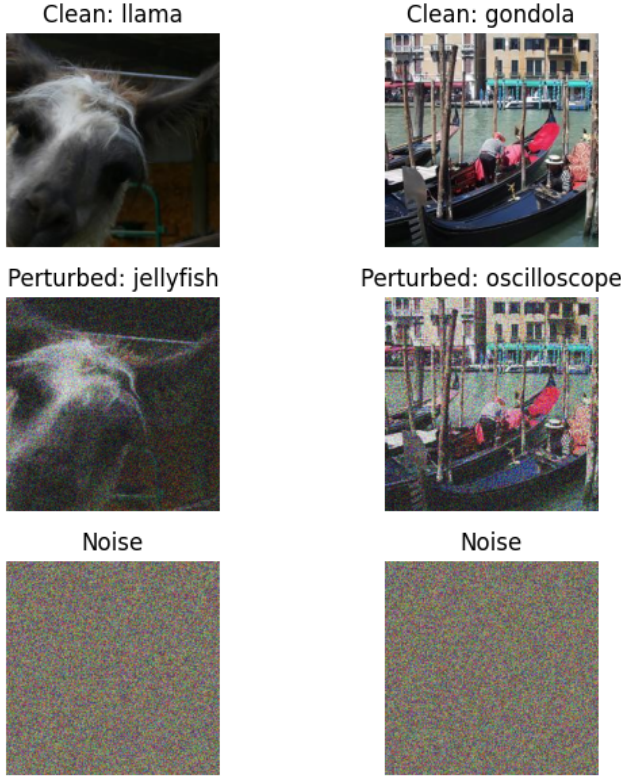 Clean: llama
Clean: gondola
Perturbed: jellyfish
Perturbed: oscilloscope
Noise
Noise